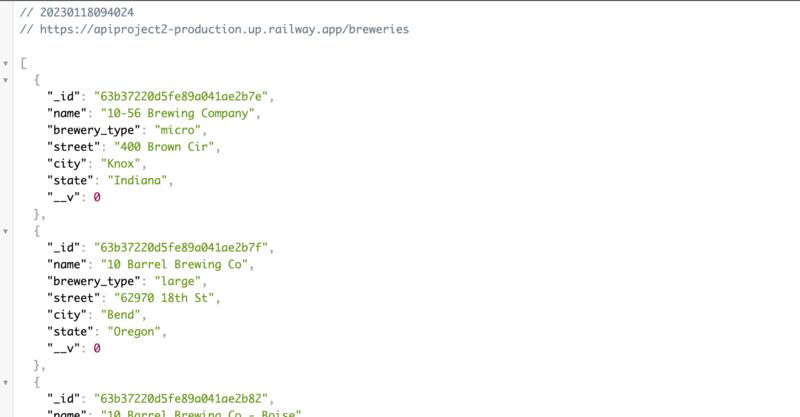 // 20230118094024
// https://apiproject2-production.up.railway.app/breweries
[
{
"_id": "63b37220d5fe89a041ae2b7e",
"name": "10-56 Brewing Company",
"brewery_type": "micro",
"street": "400 Brown Cir",
"city": "Knox",
"state": "Indiana",
"__v": 0
},
{
"_id": "63b37220d5fe89a041ae2b7f",
"name": "10 Barrel Brewing Co",
"brewery_type": "large",
"street": "62970 18th St",
"city": "Bend",
"state": "Oregon",
"__v": 0
},
{
"_id": "63b37220d5fe89a041ae2b82",
"name": "10 Barrel Brewing Co - Boise"